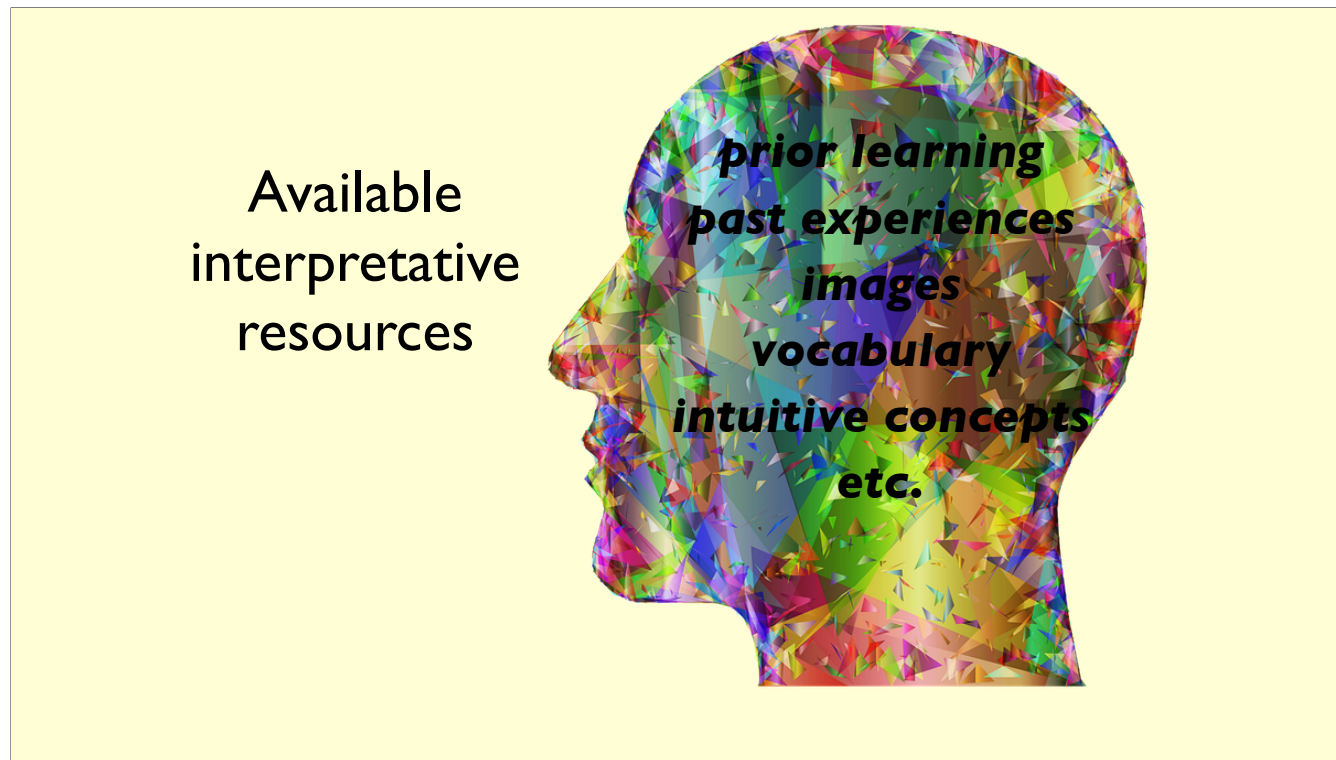 Available
interpretative
resources
prior learning
past experiences
images
vocabulary
intuitive concepts
etc.